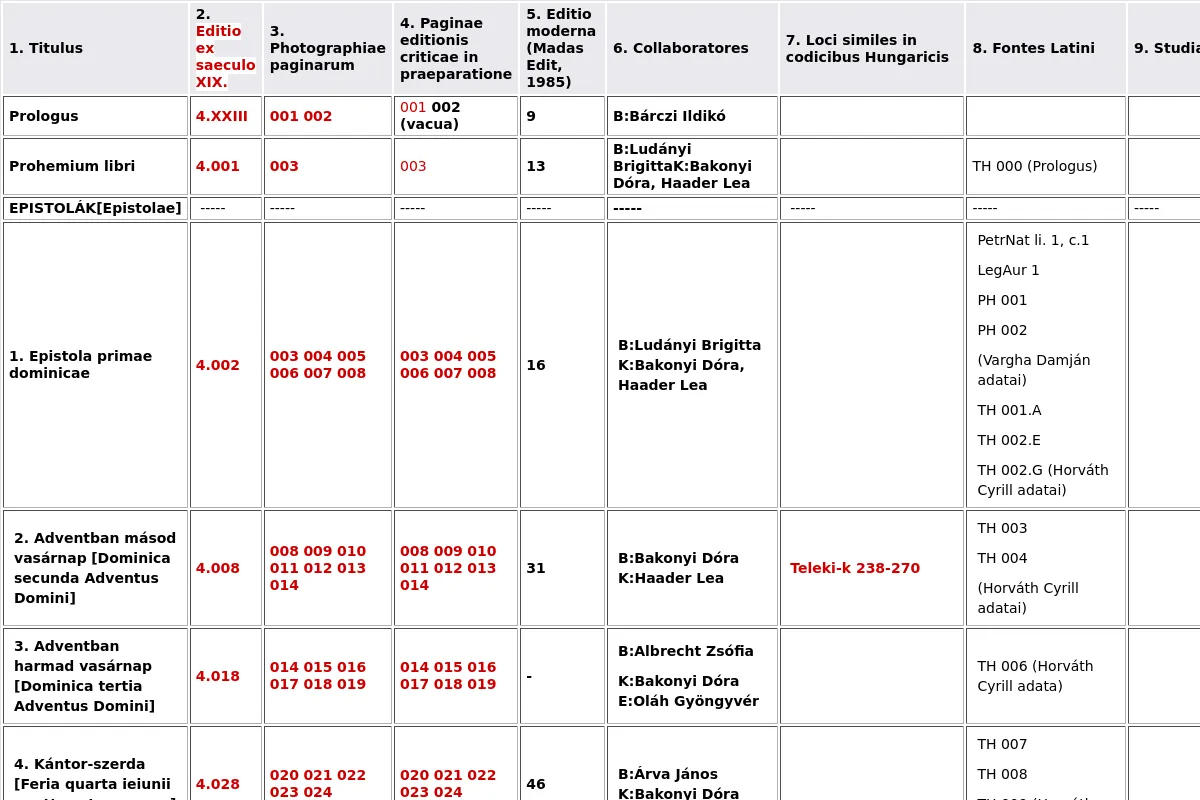 1. Titulus
2.
Editio
ex
saeculo
XIX.
3.
Photographiae
paginarum
4. Paginae
editionis
criticae in
praeparatione
5. Editio
moderna
(Madas
Edit,
1985)
6. Collaboratores
7. Loci similes in
codicibus Hungaricis
8. Fontes Latini
9. Studia
Prologus
4.XXIII
001 002
001 002
(vacua)
9
B:Bárczi Ildikó
Prohemium libri
4.001
003
003
13
B:Ludányi
BrigittaK:Bakonyi
Dóra, Haader Lea
TH 000 (Prologus)
EPISTOLÁK[Epistolae]
-----
-----
-----
-----
-----
-----
-----
-----
1. Epistola primae
dominicae
4.002
003 004 005
006 007 008
003 004 005
006 007 008
16
B:Ludányi Brigitta
K:Bakonyi Dóra,
Haader Lea
PetrNat li. 1, c.1
LegAur 1
PH 001
PH 002
(Vargha Damján
adatai)
TH 001.A
TH 002.E
TH 002.G (Horváth
Cyrill adatai)
2. Adventban másod
vasárnap [Dominica
secunda Adventus
Domini]
4.008
008 009 010
011 012 013
014
008 009 010
011 012 013
014
31
B:Bakonyi Dóra
K:Haader Lea
Teleki-k 238-270
TH 003
TH 004
(Horváth Cyrill
adatai)
3. Adventban
harmad vasárnap
[Dominica tertia
Adventus Domini]
4.018
014 015 016
017 018 019
014 015 016
017 018 019
-
B:Albrecht Zsófia
K:Bakonyi Dóra
E:Oláh Gyöngyvér
TH 006 (Horváth
Cyrill adata)
4. Kántor-szerda
[Feria quarta ieiunii
4.028
020 021 022
023 024
020 021 022
023 024
46
B:Árva János
K:Bakonyi Dóra
TH 007
TH 008